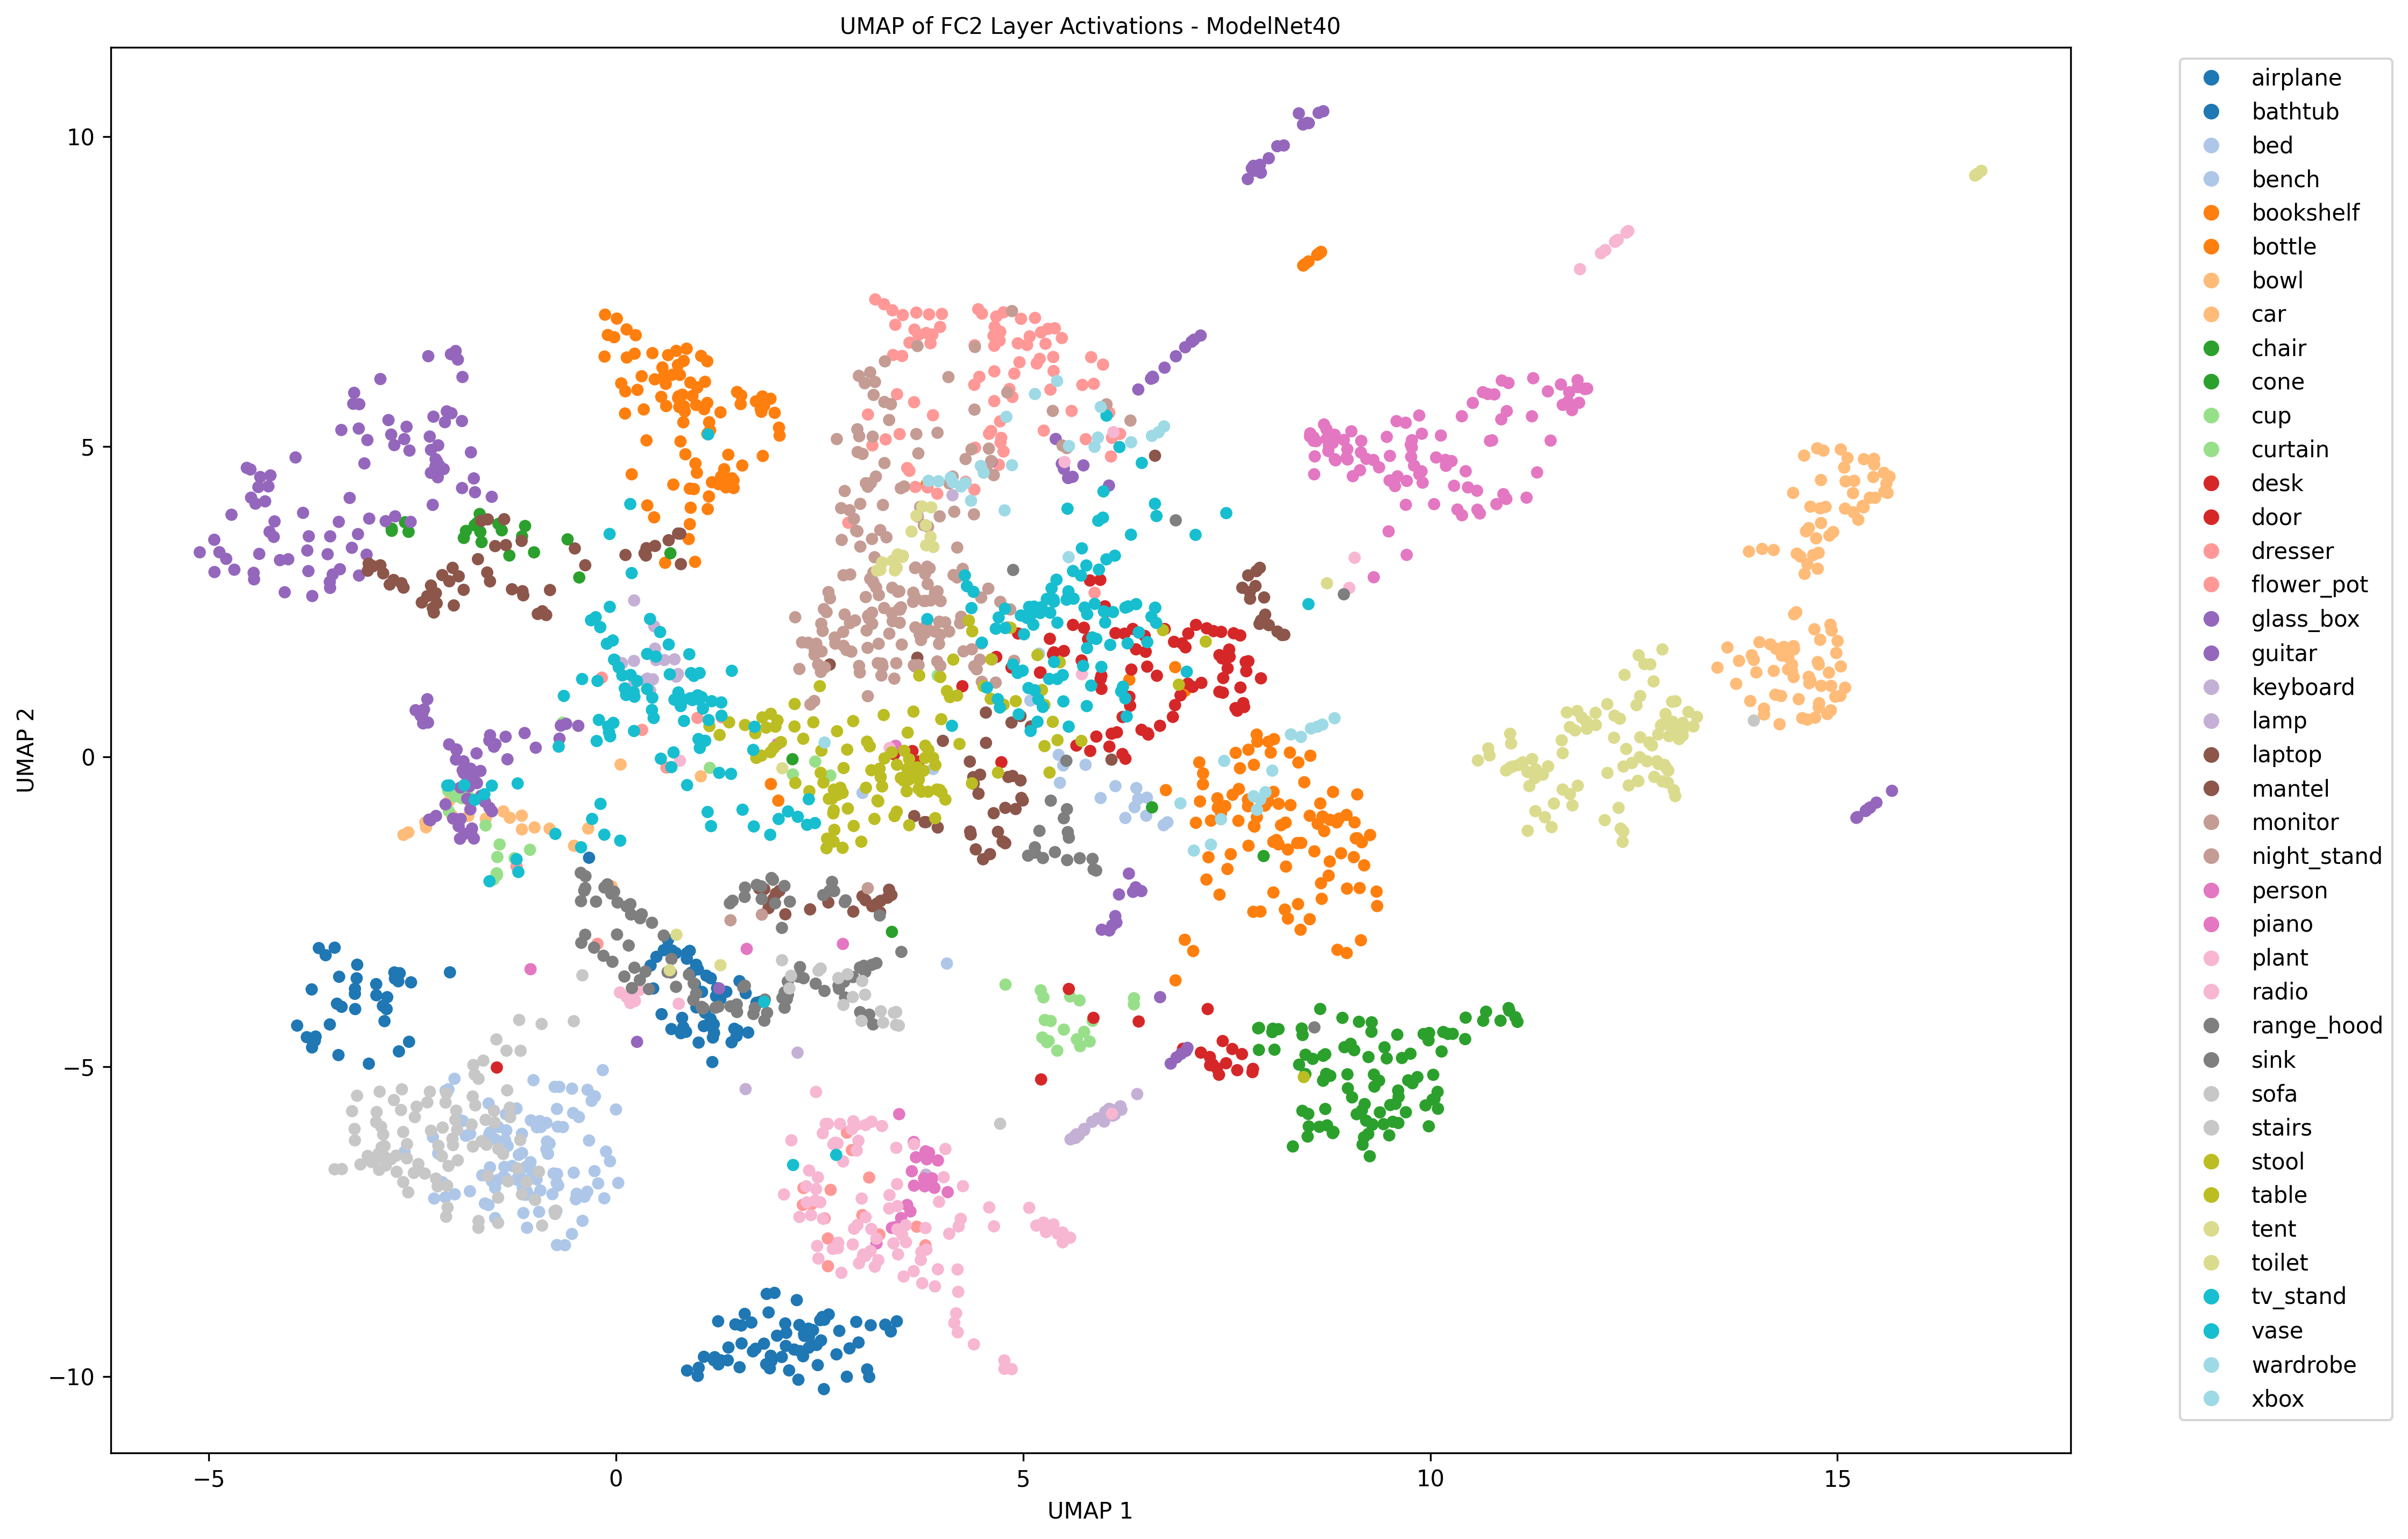 UMAP of FC2 Layer Activations - ModelNet40
10
5
0
−5
−10
UMAP 2
−5
0
5
10
15
UMAP 1
airplane
bathtub
bed
bench
bookshelf
bottle
bowl
car
chair
cone
cup
curtain
desk
door
dresser
flower_pot
glass_box
guitar
keyboard
lamp
laptop
mantel
monitor
night_stand
person
piano
plant
radio
range_hood
sink
sofa
stairs
stool
table
tent
toilet
tv_stand
vase
wardrobe
xbox